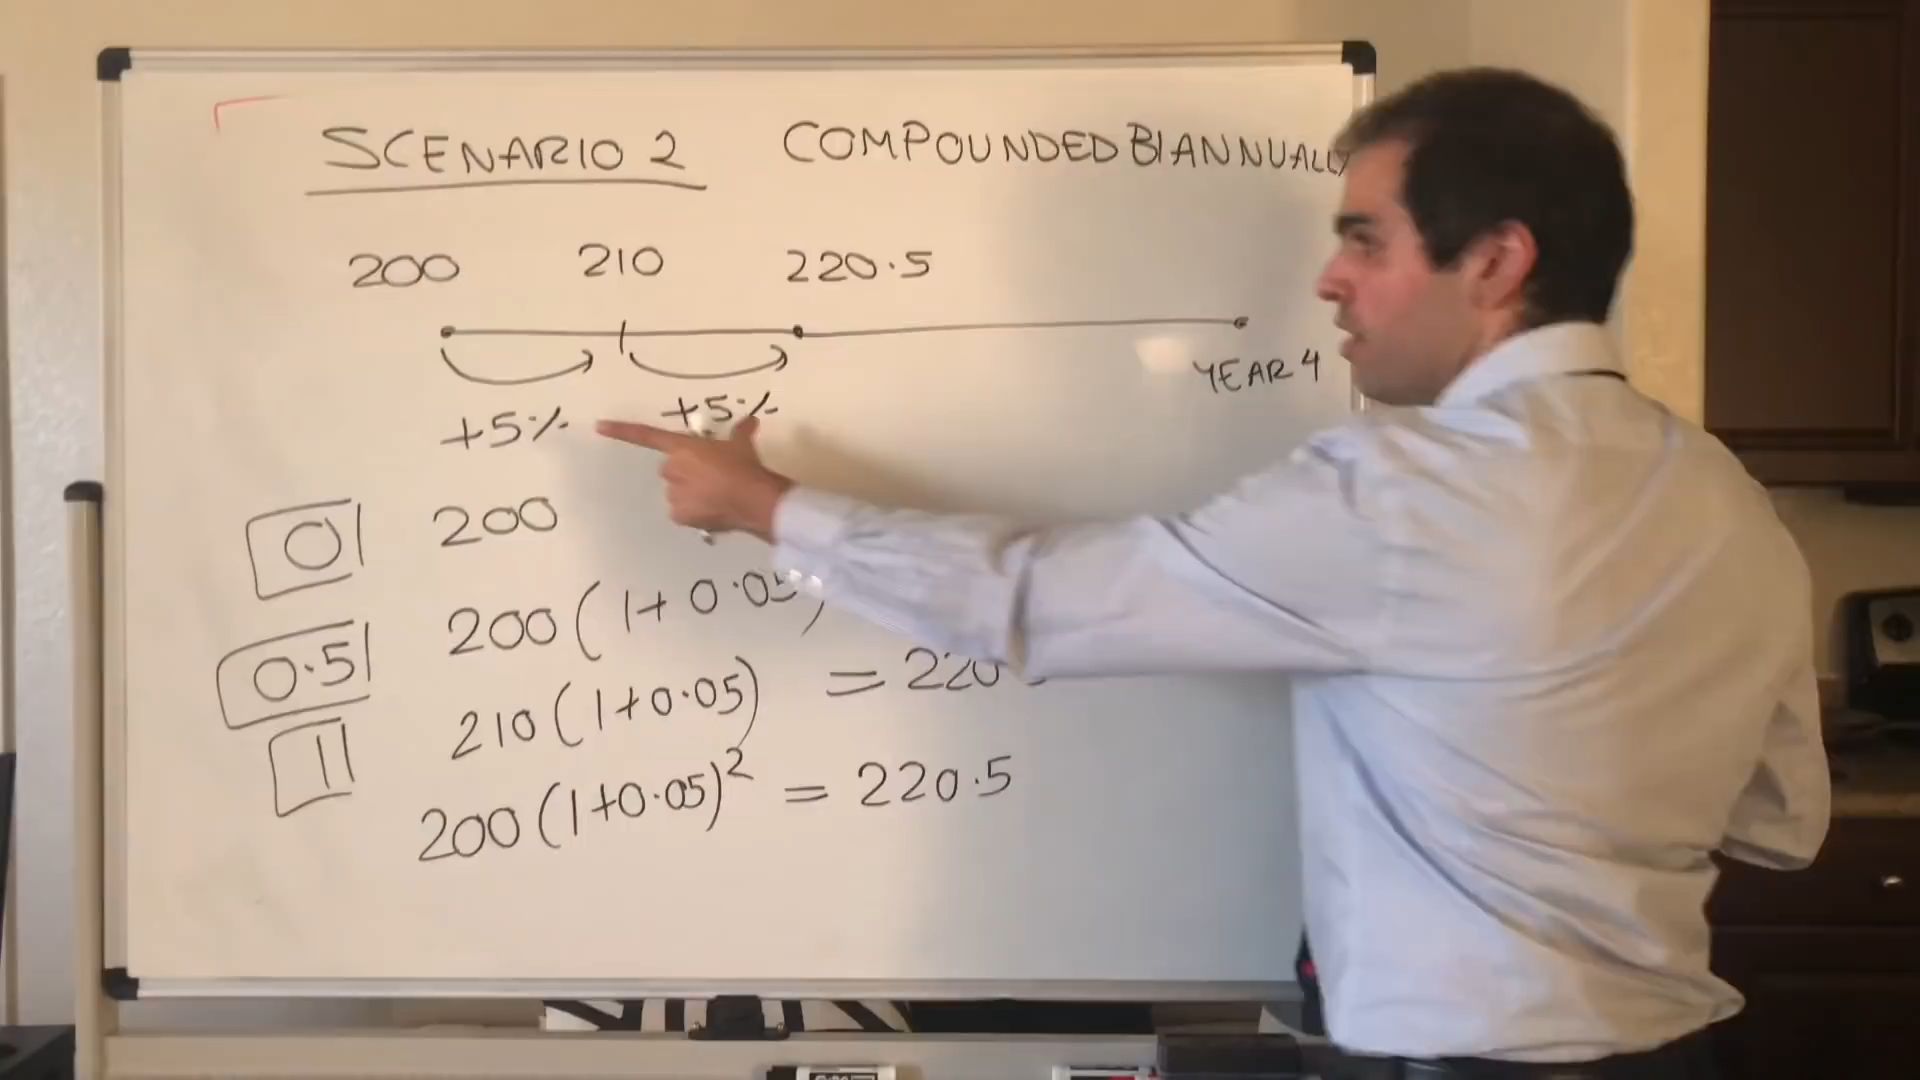 SCENARIO 2 COMPOUNDED BIANNUALLY
200 210 220.5
YEAR 4
+5% +5%
0 200
0.5 200(1+0.05)
1 210(1+0.05) = 220
200(1+0.05)² = 220.5